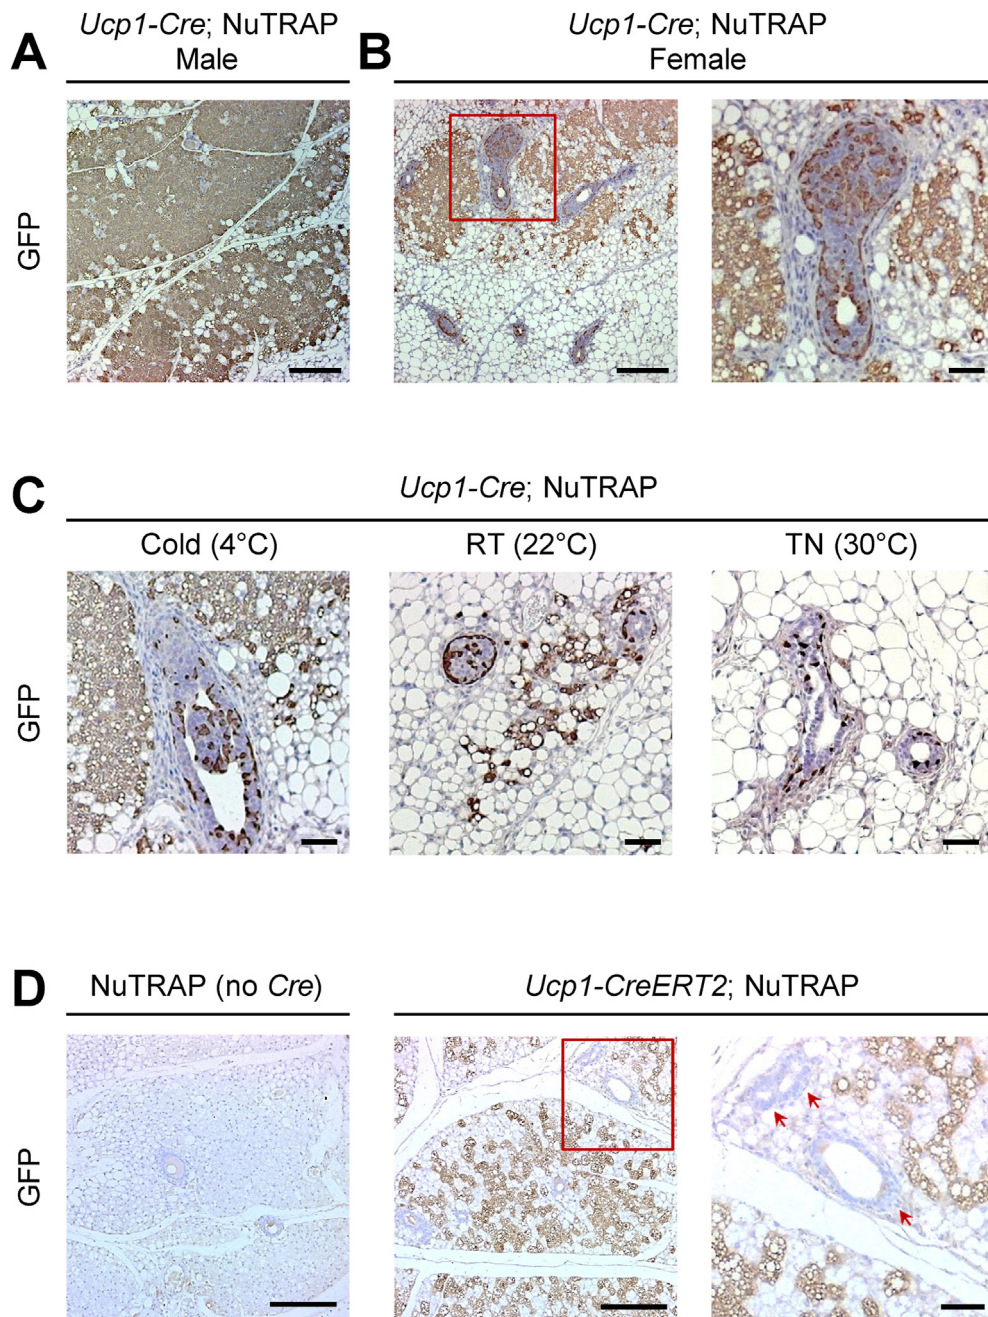 A
Ucp1-Cre; NuTRAP
Male
B
Ucp1-Cre; NuTRAP
Female
GFP
C
Ucp1-Cre; NuTRAP
Cold (4°C)
RT (22°C)
TN (30°C)
GFP
D
NuTRAP (no Cre)
Ucp1-CreERT2; NuTRAP
GFP